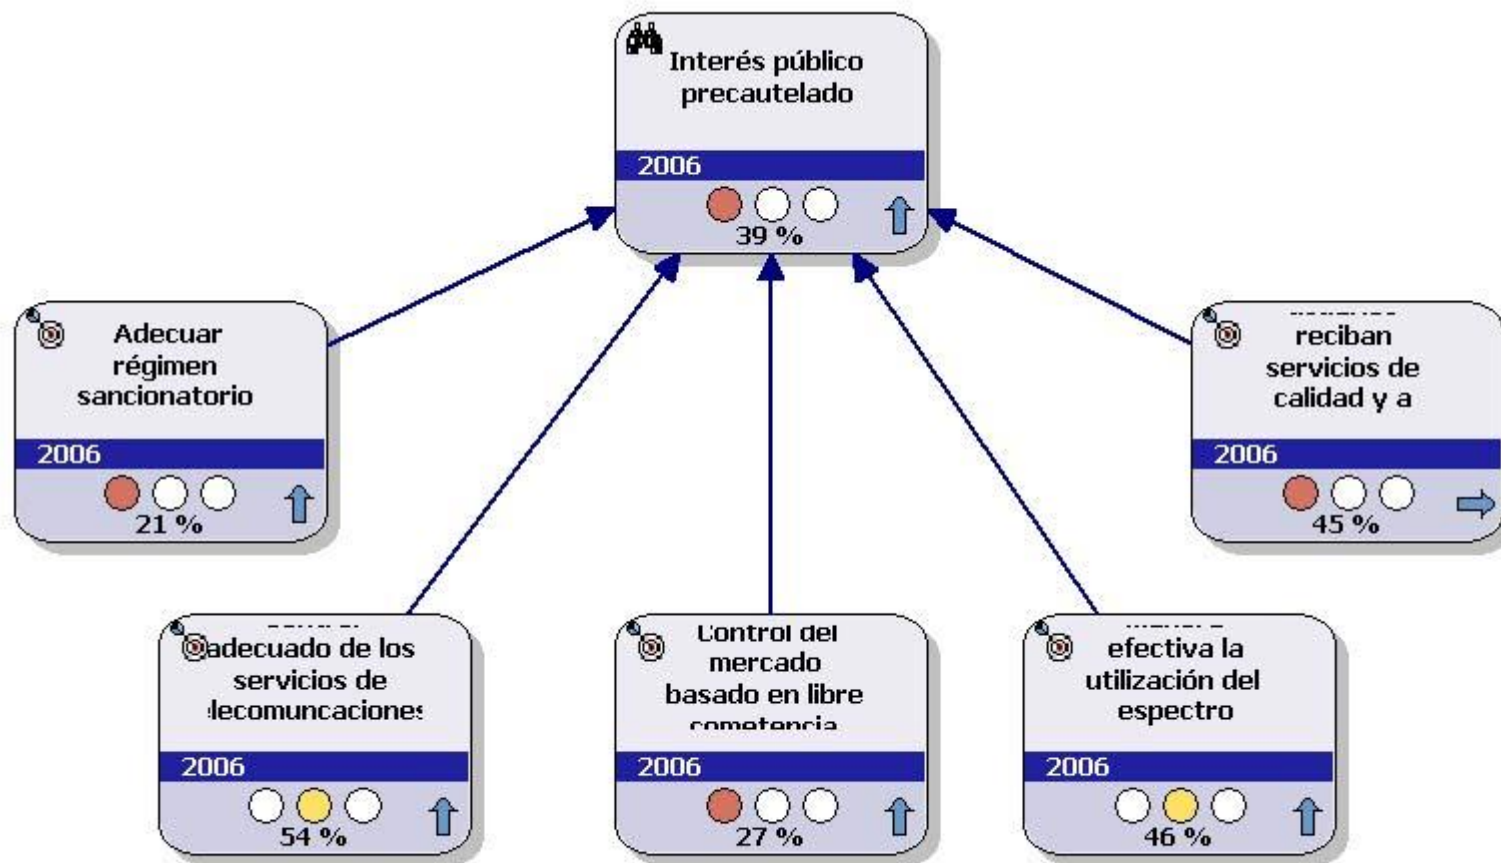 Interés público
precautelado
2006
39 %
Adecuar
régimen
sancionatorio
2006
21 %
reciban
servicios de
calidad y a
2006
45 %
adecuado de los
servicios de
lecomuncaciones
2006
54 %
Control del
mercado
basado en libre
cometencia
2006
27 %
efectiva la
utilización del
espectro
2006
46 %